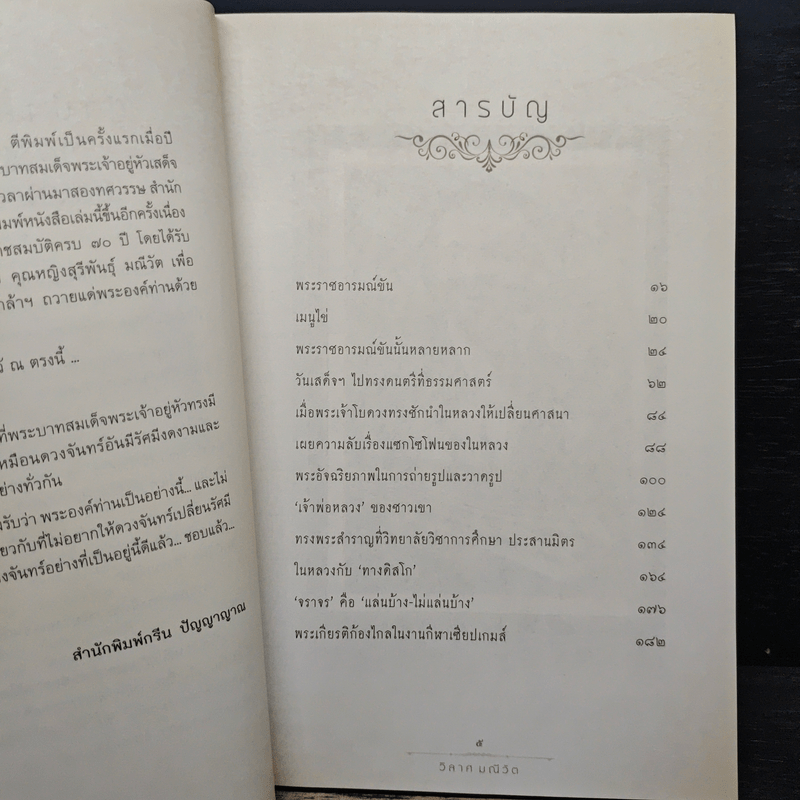 ตีพิมพ์เป็นครั้งแรกเมื่อปี
บาทสมเด็จพระเจ้าอยู่หัวเสด็จ
วลาผ่านมาสองทศวรรษ สำนัก
มพ์หนังสือเล่มนี้ขึ้นอีกครั้งเนื่อง
าชสมบัติครบ ๗๐ ปี โดยได้รับ
คุณหญิงสุรีพันธุ์ มณีวัต เพื่อ
กล้าฯ ถวายแด่พระองค์ท่านด้วย
ณ ตรงนี้ ...
ที่พระบาทสมเด็จพระเจ้าอยู่หัวทรงมี
หมือนดวงจันทร์อันมีรัศมีงดงามและ
ย่างทั่วกัน
งรับว่า พระองค์ท่านเป็นอย่างนี้... และไม่
ยวกับที่ไม่อยากให้ดวงจันทร์เปลี่ยนรัศมี
งจันทร์อย่างที่เป็นอยู่นี้ดีแล้ว... ชอบแล้ว...
สำนักพิมพ์กรีน ปัญญาญาณ
สารบัญ
พระราชอารมณ์ขัน ๑๖
เมนูไข่ ๒๐
พระราชอารมณ์ขันนั้นหลายหลาก ๒๔
วันเสด็จฯ ไปทรงดนตรีที่ธรรมศาสตร์ ๖๒
เมื่อพระเจ้าโบดวงทรงชักนำในหลวงให้เปลี่ยนศาสนา ๘๔
เผยความลับเรื่องแซกโซโฟนของในหลวง ๘๘
พระอัจฉริยภาพในการถ่ายรูปและวาดรูป ๑๐๐
'เจ้าพ่อหลวง' ของชาวเขา ๑๒๔
ทรงพระสำราญที่วิทยาลัยวิชาการศึกษา ประสานมิตร ๑๓๔
ในหลวงกับ 'ทางดิสโก' ๑๖๔
'จราจร' คือ 'แล่นบ้าง-ไม่แล่นบ้าง' ๑๗๖
พระเกียรติก้องไกลในงานกีฬาเซียปเกมส์ ๑๘๒
๕
วิลาศ มณีวัต